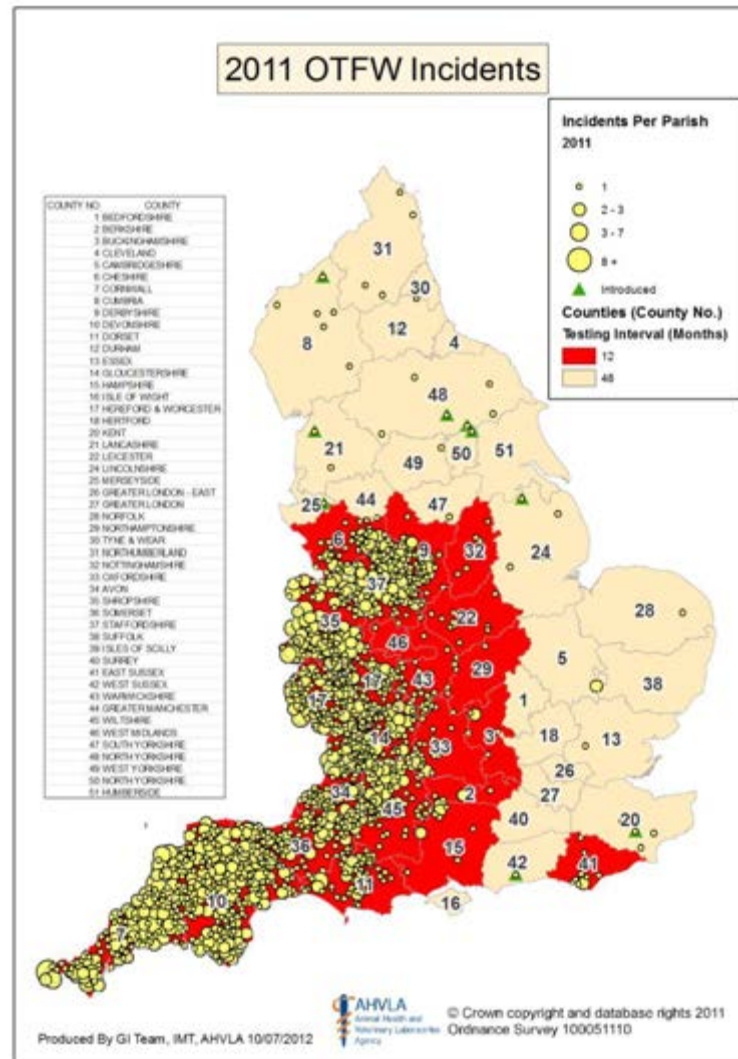 2011 OTFW Incidents
Incidents Per Parish
2011
1
2 - 3
3 - 7
8 +
Introduced
Counties (County No.)
Testing Interval (Months)
12
48
COUNTY NO COUNTY
1 BEDFORDSHIRE
2 BERKSHIRE
3 BUCKINGHAMSHIRE
4 CLEVELAND
5 CAMBRIDGESHIRE
6 CHESHIRE
7 CORNWALL
8 CUMBRIA
9 DERBYSHIRE
10 DEVONSHIRE
11 DORSET
12 DURHAM
13 ESSEX
14 GLOUCESTERSHIRE
15 HAMPSHIRE
16 ISLE OF WIGHT
17 HEREFORD & WORCESTER
18 HERTFORD
20 KENT
21 LANCASHIRE
22 LEICESTER
24 LINCOLNSHIRE
25 MERSEYSIDE
26 GREATER LONDON - EAST
27 GREATER LONDON
28 NORFOLK
29 NORTHAMPTONSHIRE
30 TYNE & WEAR
31 NORTHUMBERLAND
32 NOTTINGHAMSHIRE
33 OXFORDSHIRE
34 AVON
35 SHROPSHIRE
36 SOMERSET
37 STAFFORDSHIRE
38 SUFFOLK
39 ISLES OF SCILLY
40 SURREY
41 EAST SUSSEX
42 WEST SUSSEX
43 WARWICKSHIRE
44 GREATER MANCHESTER
45 WILTSHIRE
46 WEST MIDLANDS
47 SOUTH YORKSHIRE
48 NORTH YORKSHIRE
49 WEST YORKSHIRE
50 NORTH YORKSHIRE
51 HUMBERSIDE
31
30
12
8
4
48
21
49
50
51
25
44
47
6
9
32
24
37
35
22
28
46
5
29
38
17
17
43
1
14
33
3
18
13
26
34
45
2
27
40
20
36
15
42
41
11
16
10
7
AHVLA
Animal Health and
Veterinary Laboratories
Agency
© Crown copyright and database rights 2011
Ordnance Survey 100051110
Produced By GI Team, IMT, AHVLA 10/07/2012